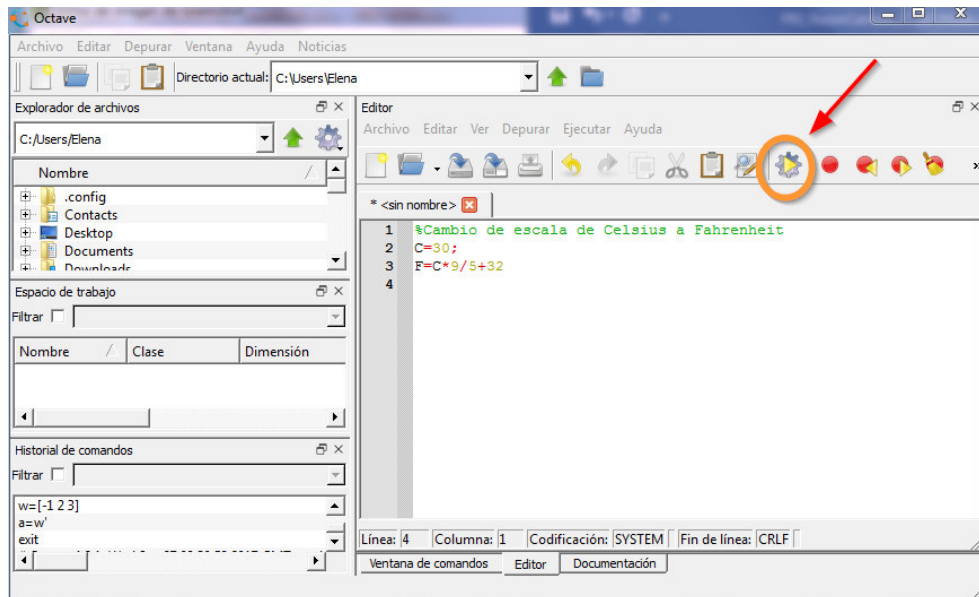 Octave
Archivo Editar Depurar Ventana Ayuda Noticias
Directorio actual: C:\Users\Elena
Explorador de archivos
C:/Users/Elena
Nombre
.config
Contacts
Desktop
Documents
Downloads
Espacio de trabajo
Filtrar
Nombre Clase Dimensión
Historial de comandos
Filtrar
w=[-1 2 3]
a=w'
exit
Editor
Archivo Editar Ver Depurar Ejecutar Ayuda
* <sin nombre>
1 %Cambio de escala de Celsius a Fahrenheit
2 C=30;
3 F=C*9/5+32
4
Línea: 4 Columna: 1 Codificación: SYSTEM Fin de línea: CRLF
Ventana de comandos Editor Documentación